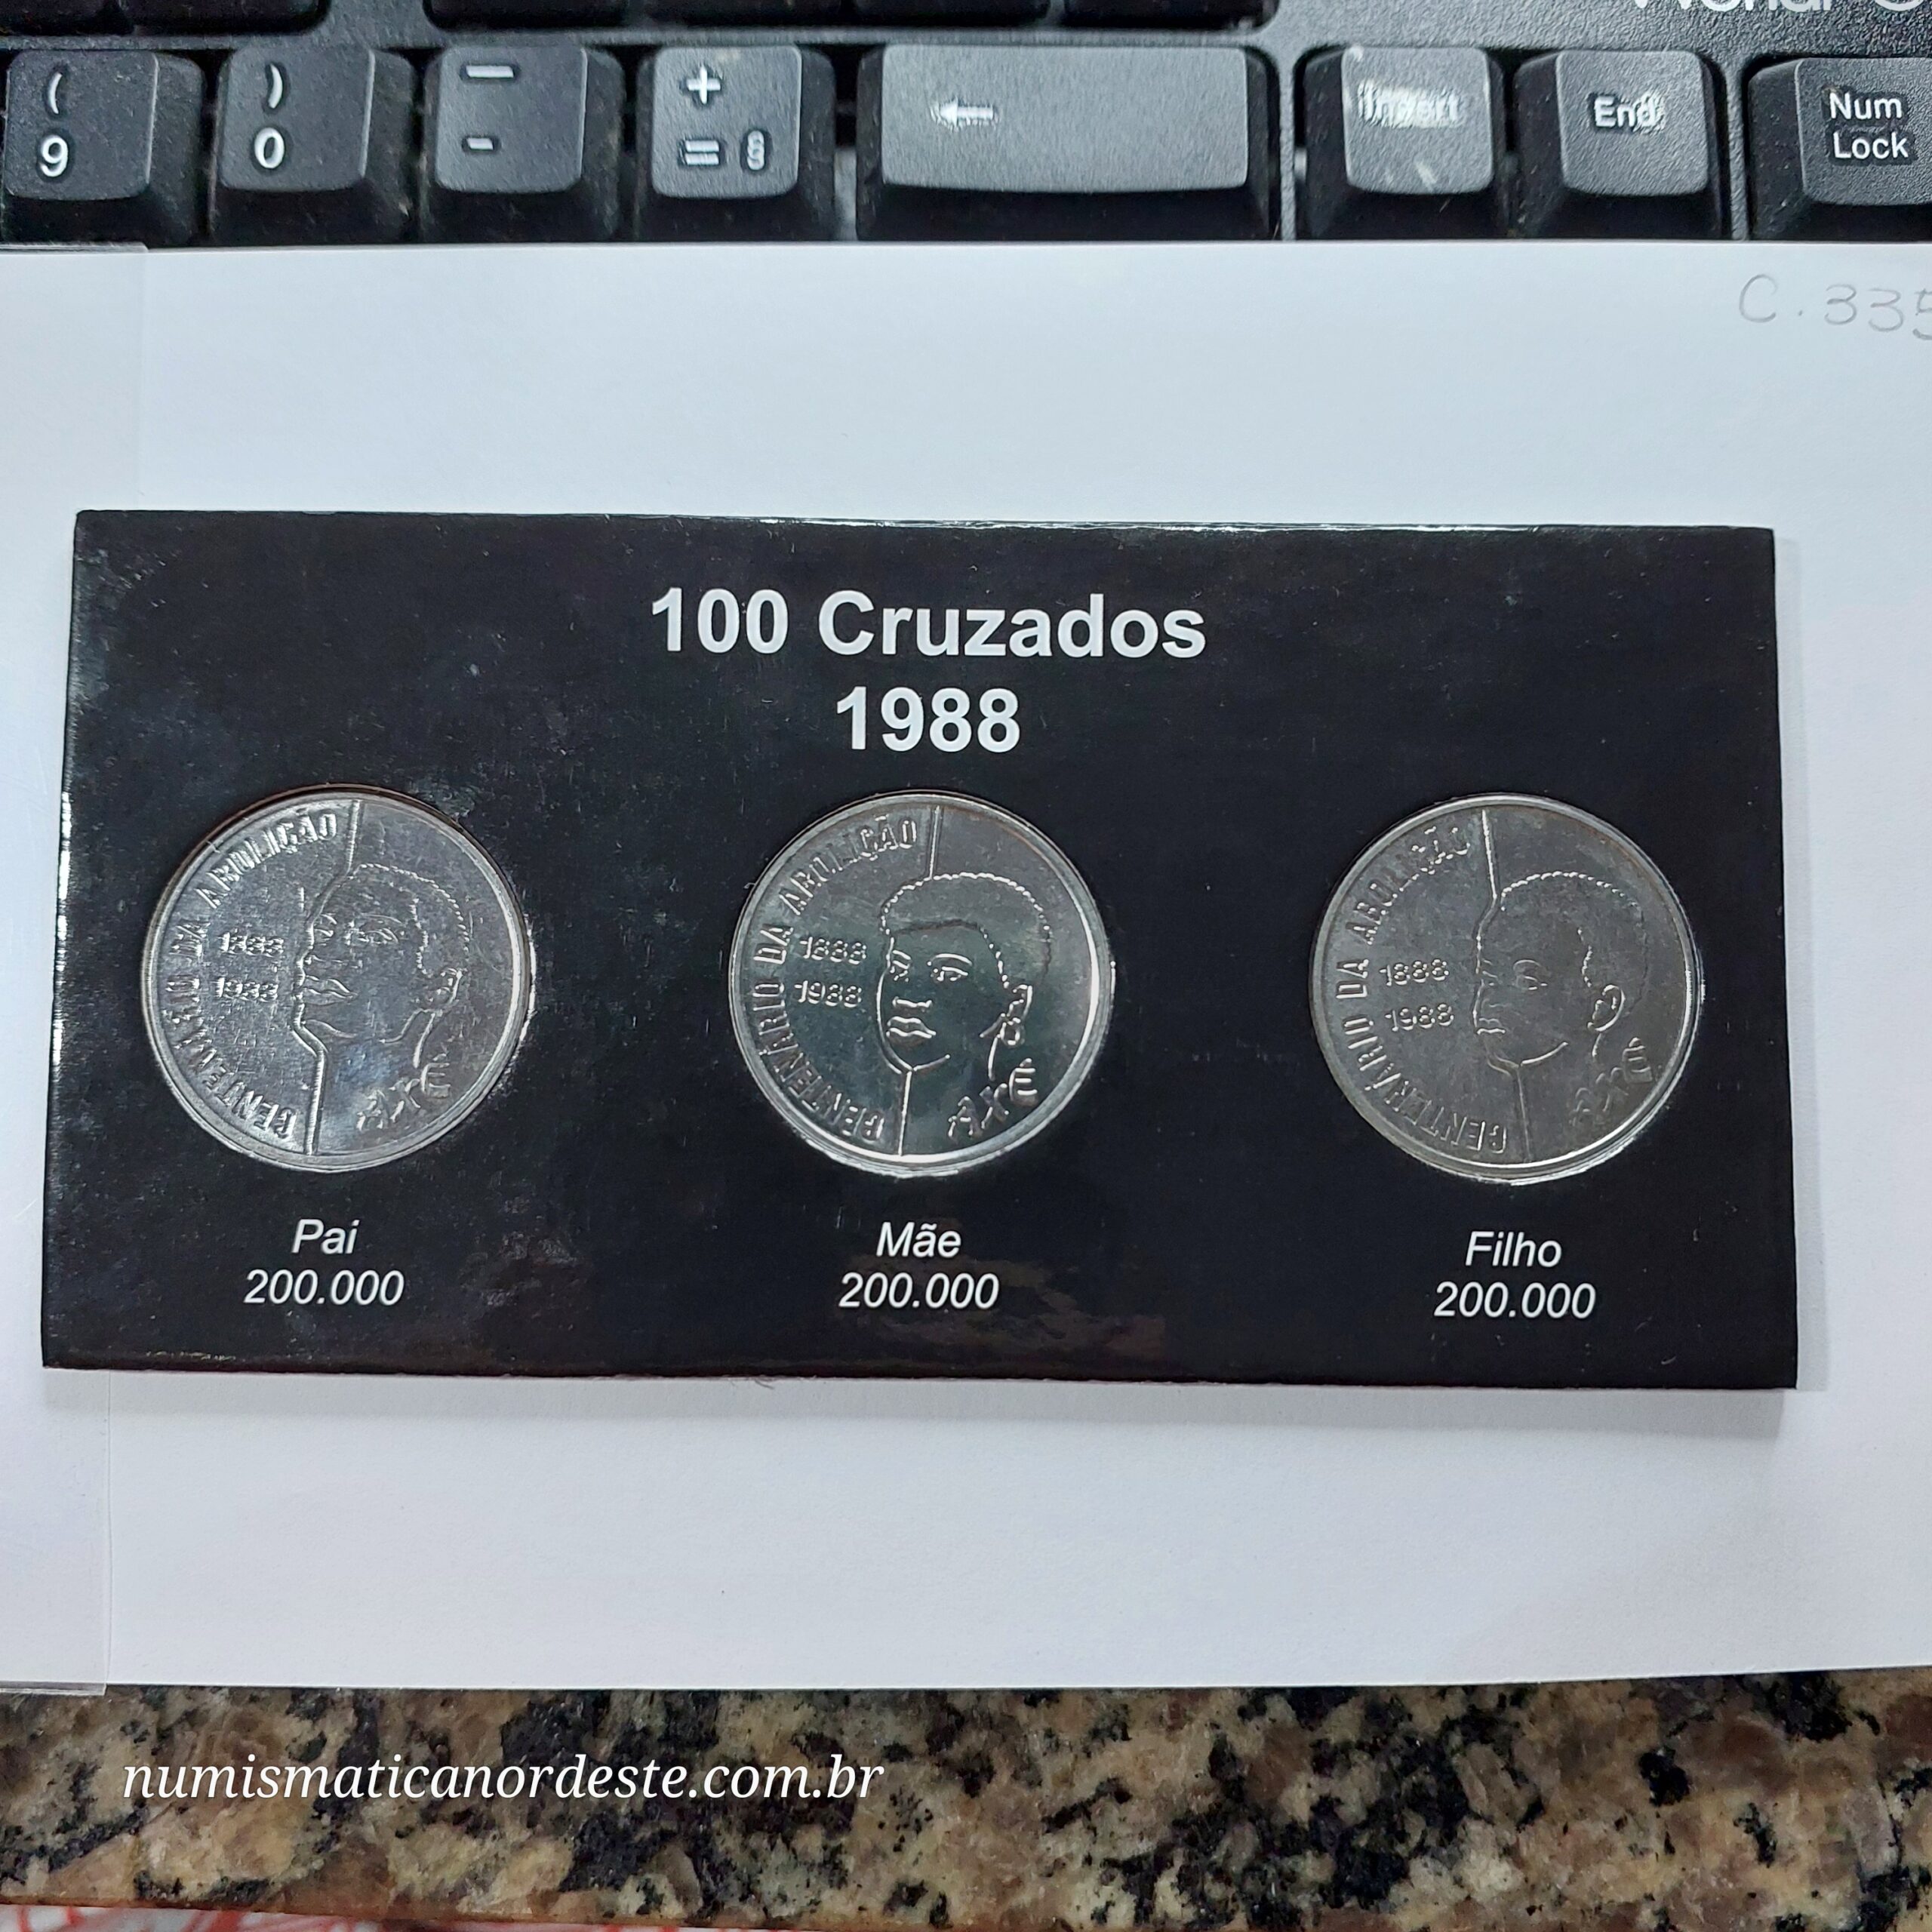 ( 
9
)
0
—
-
+
= §
←
Insert
End
Num
Lock
C.335
100 Cruzados
1988
CENTENÁRIO DA ABOLIÇÃO
1888
1988
AXÉ
CENTENÁRIO DA ABOLIÇÃO
1888
1988
AXÉ
CENTENÁRIO DA ABOLIÇÃO
1888
1988
AXÉ
Pai
200.000
Mãe
200.000
Filho
200.000
numismaticanordeste.com.br